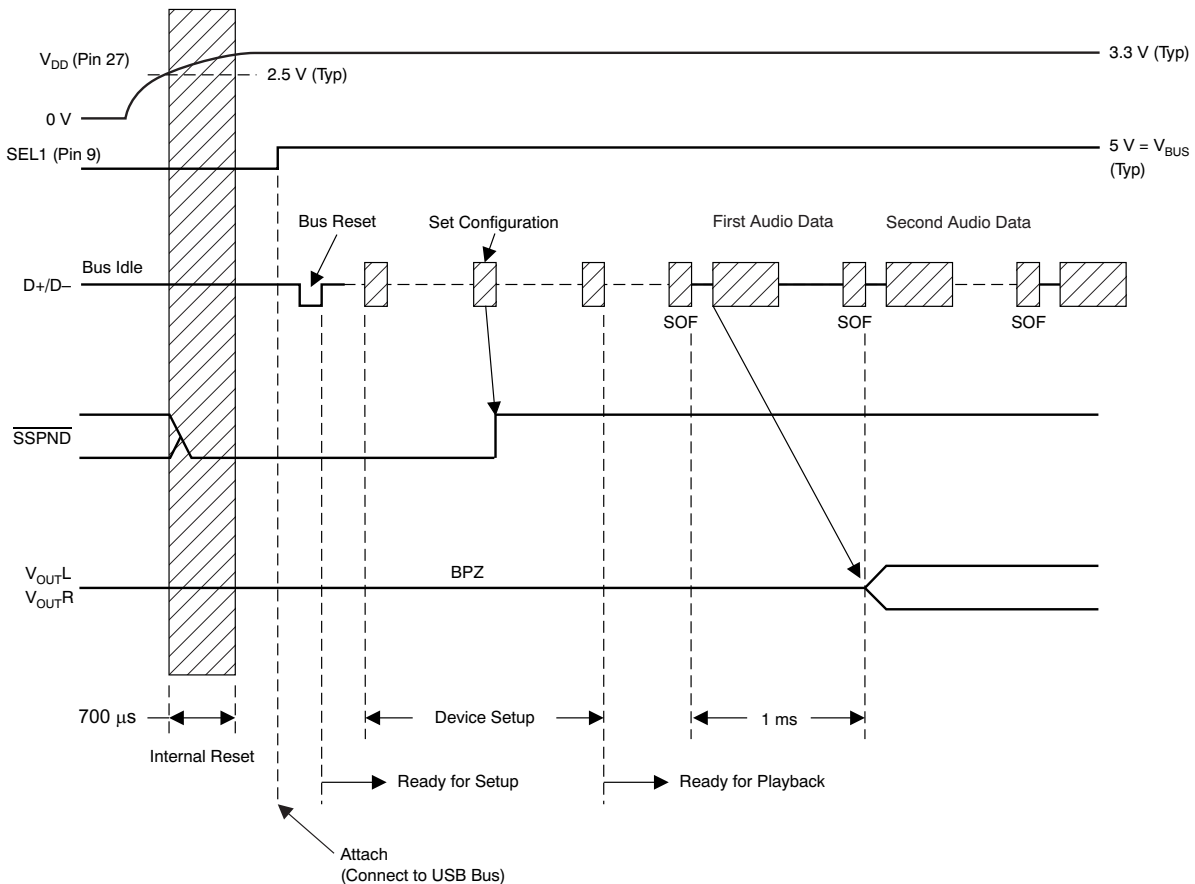 V_DD (Pin 27)
2.5 V (Typ)
3.3 V (Typ)
0 V
SEL1 (Pin 9)
5 V = V_BUS
(Typ)
Bus Reset
Set Configuration
First Audio Data
Second Audio Data
Bus Idle
D+/D–
SOF
SOF
SOF
SSPND
V_OUTL
V_OUTR
BPZ
700 μs
Device Setup
1 ms
Internal Reset
Ready for Setup
Ready for Playback
Attach
(Connect to USB Bus)